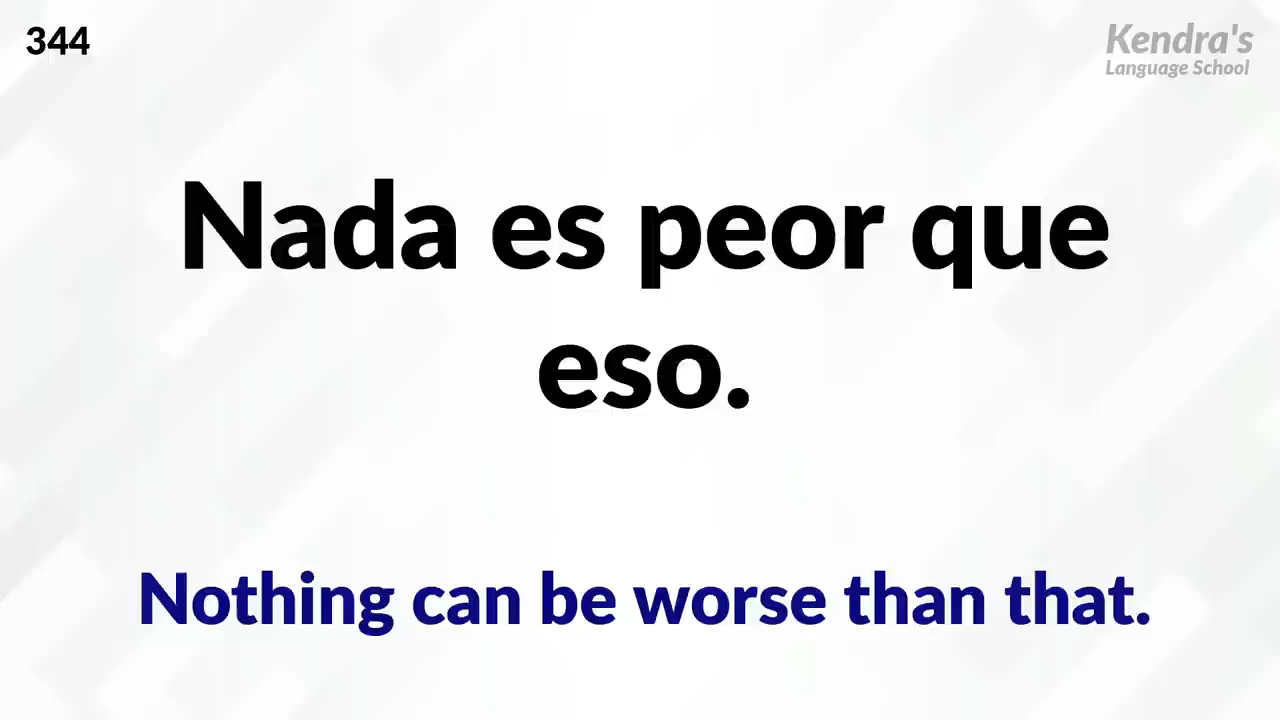 344
Kendra's
Language School
Nada es peor que
eso.
Nothing can be worse than that.